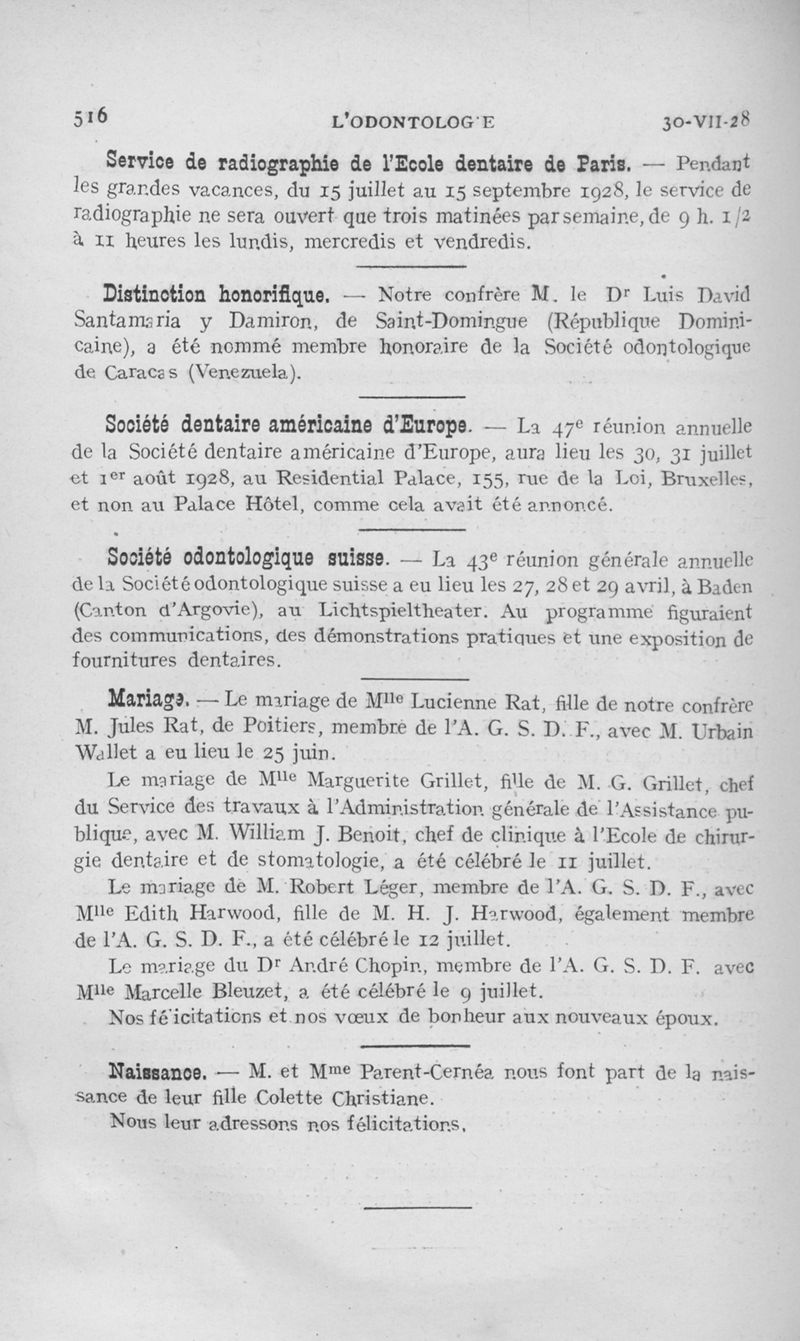 516 L'ODONTOLOG E 30-VII-28
Service de radiographie de l'Ecole dentaire de Paris. — Pendant
les grandes vacances, du 15 juillet au 15 septembre 1928, le service de
radiographie ne sera ouvert que trois matinées par semaine, de 9 h. 1/2
à 11 heures les lundis, mercredis et vendredis.
Distinction honorifique. — Notre confrère M. le Dr Luis David
Santamaria y Damiron, de Saint-Domingue (République Domini-
caine), a été nommé membre honoraire de la Société odontologique
de Caracas (Venezuela).
Société dentaire américaine d'Europe. — La 47e réunion annuelle
de la Société dentaire américaine d'Europe, aura lieu les 30, 31 juillet
et 1er août 1928, au Residential Palace, 155, rue de la Loi, Bruxelles,
et non au Palace Hôtel, comme cela avait été annoncé.
Société odontologique suisse. — La 43e réunion générale annuelle
de la Société odontologique suisse a eu lieu les 27, 28 et 29 avril, à Baden
(Canton d'Argovie), au Lichtspieltheater. Au programme figuraient
des communications, des démonstrations pratiques et une exposition de
fournitures dentaires.
Mariage. — Le mariage de Mlle Lucienne Rat, fille de notre confrère
M. Jules Rat, de Poitiers, membre de l'A. G. S. D. F., avec M. Urbain
Wallet a eu lieu le 25 juin.
Le mariage de Mlle Marguerite Grillet, fille de M. G. Grillet, chef
du Service des travaux à l'Administration générale de l'Assistance pu-
blique, avec M. William J. Benoit, chef de clinique à l'Ecole de chirur-
gie dentaire et de stomatologie, a été célébré le 11 juillet.
Le mariage de M. Robert Léger, membre de l'A. G. S. D. F., avec
Mlle Edith Harwood, fille de M. H. J. Harwood, également membre
de l'A. G. S. D. F., a été célébré le 12 juillet.
Le mariage du Dr André Chopin, membre de l'A. G. S. D. F. avec
Mlle Marcelle Bleuzet, a été célébré le 9 juillet.
Nos fé icitations et nos vœux de bonheur aux nouveaux époux.
Naissance. — M. et Mme Parent-Cernéa nous font part de la nais-
sance de leur fille Colette Christiane.
Nous leur adressons nos félicitations.